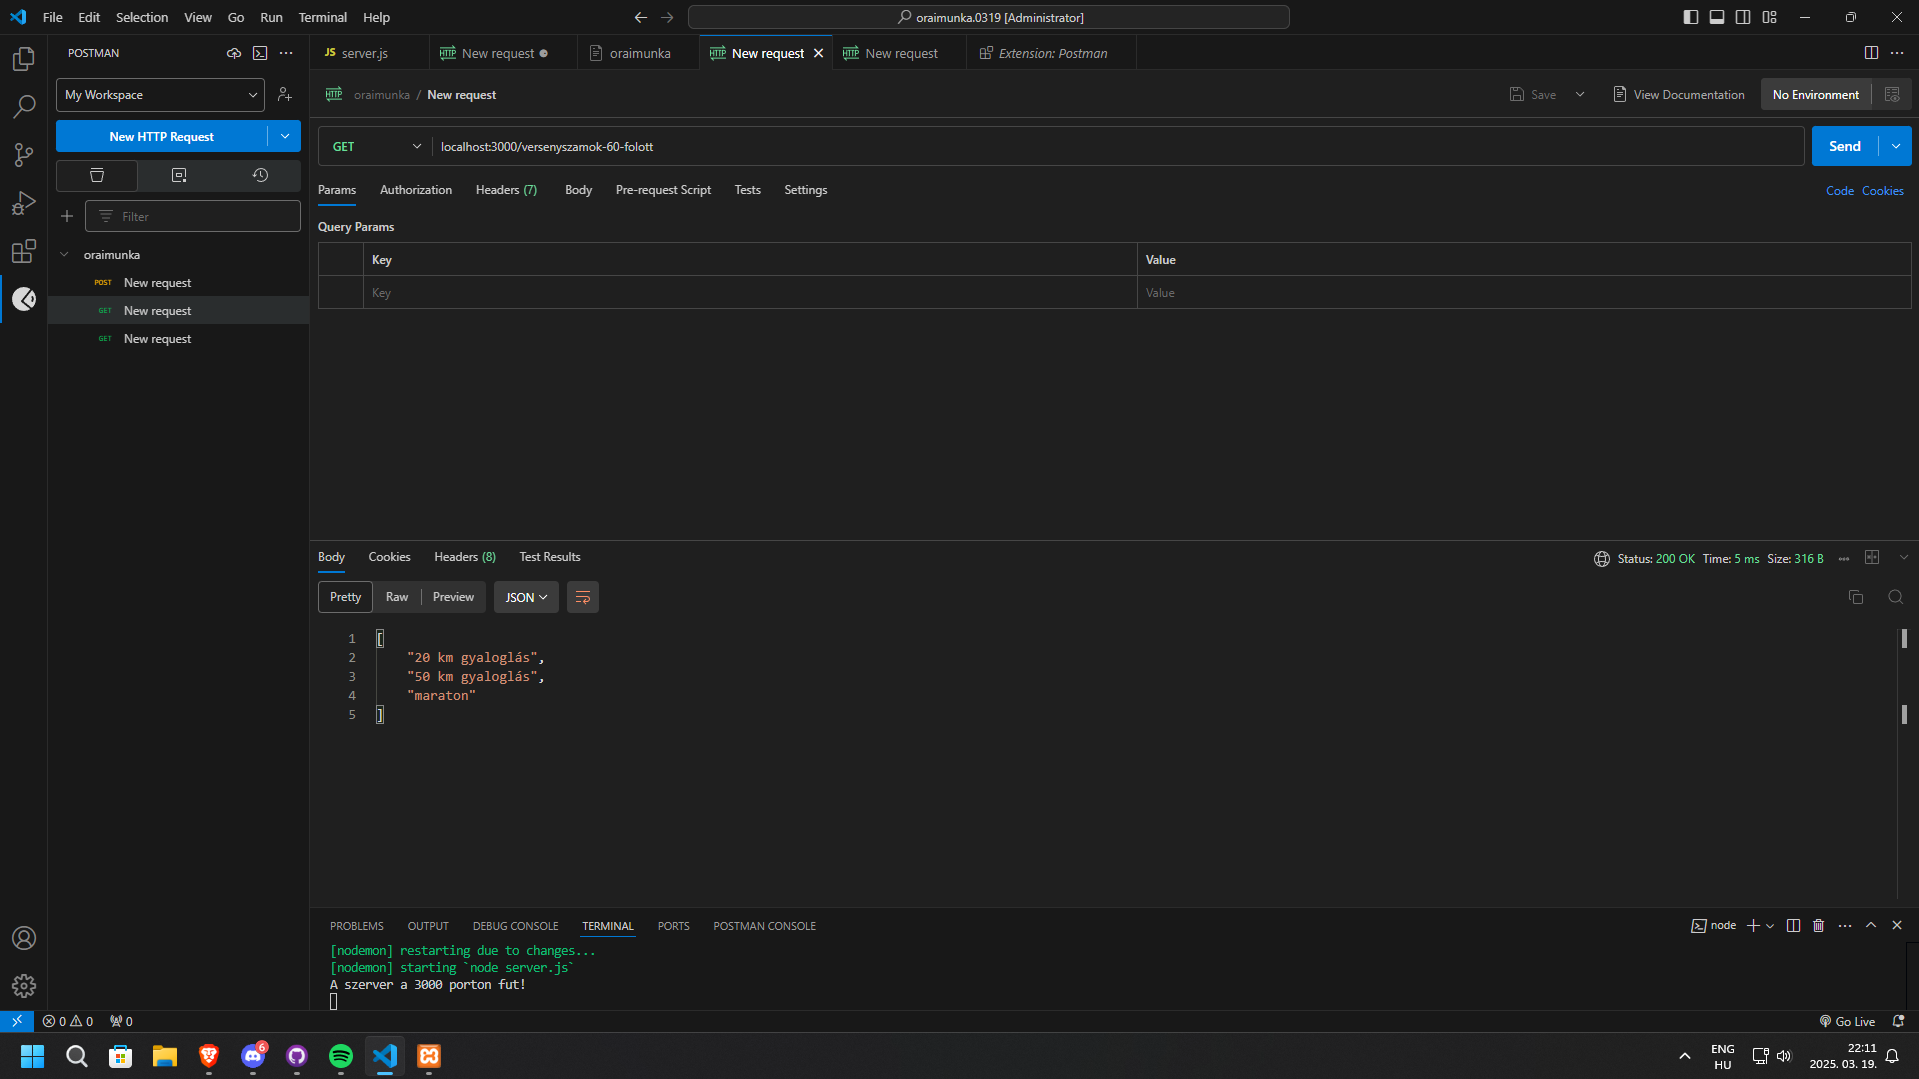 File Edit Selection View Go Run Terminal Help
oraimunka.0319 [Administrator]
POSTMAN
JS server.js
HTTP New request
oraimunka
HTTP New request
HTTP New request
Extension: Postman
My Workspace
HTTP oraimunka / New request
Save
View Documentation
No Environment
New HTTP Request
GET
localhost:3000/versenyszamok-60-folott
Send
Params Authorization Headers (7) Body Pre-request Script Tests Settings
Code Cookies
Filter
Query Params
oraimunka
Key Value
POST New request
Key Value
GET New request
GET New request
Body Cookies Headers (8) Test Results
Status: 200 OK Time: 5 ms Size: 316 B
Pretty Raw Preview JSON
1 [
2 "20 km gyaloglás",
3 "50 km gyaloglás",
4 "maraton"
5 ]
PROBLEMS OUTPUT DEBUG CONSOLE TERMINAL PORTS POSTMAN CONSOLE
node
[nodemon] restarting due to changes...
[nodemon] starting `node server.js`
A szerver a 3000 porton fut!
0 0 0
Go Live
6
ENG
HU
22:11
2025. 03. 19.